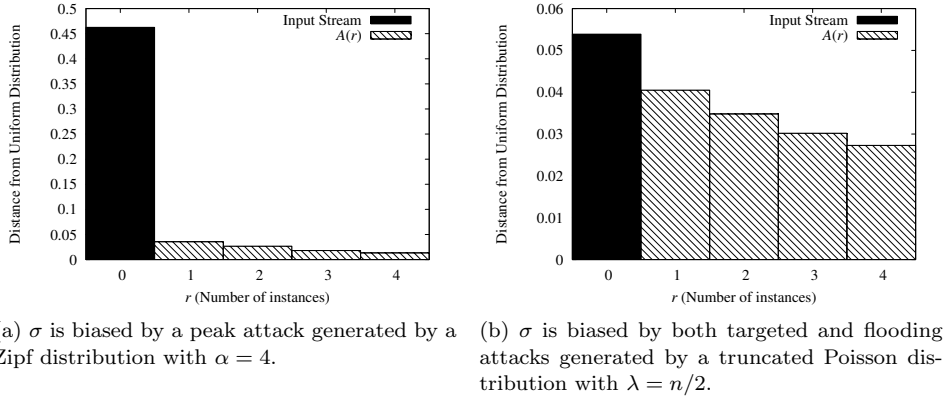 Input Stream
A(r)
Distance from Uniform Distribution
0.5
0.45
0.4
0.35
0.3
0.25
0.2
0.15
0.1
0.05
0
0 1 2 3 4
r (Number of instances)
Input Stream
A(r)
Distance from Uniform Distribution
0.06
0.05
0.04
0.03
0.02
0.01
0
0 1 2 3 4
r (Number of instances)
(a) σ is biased by a peak attack generated by a
Zipf distribution with α = 4.
(b) σ is biased by both targeted and flooding
attacks generated by a truncated Poisson dis-
tribution with λ = n/2.